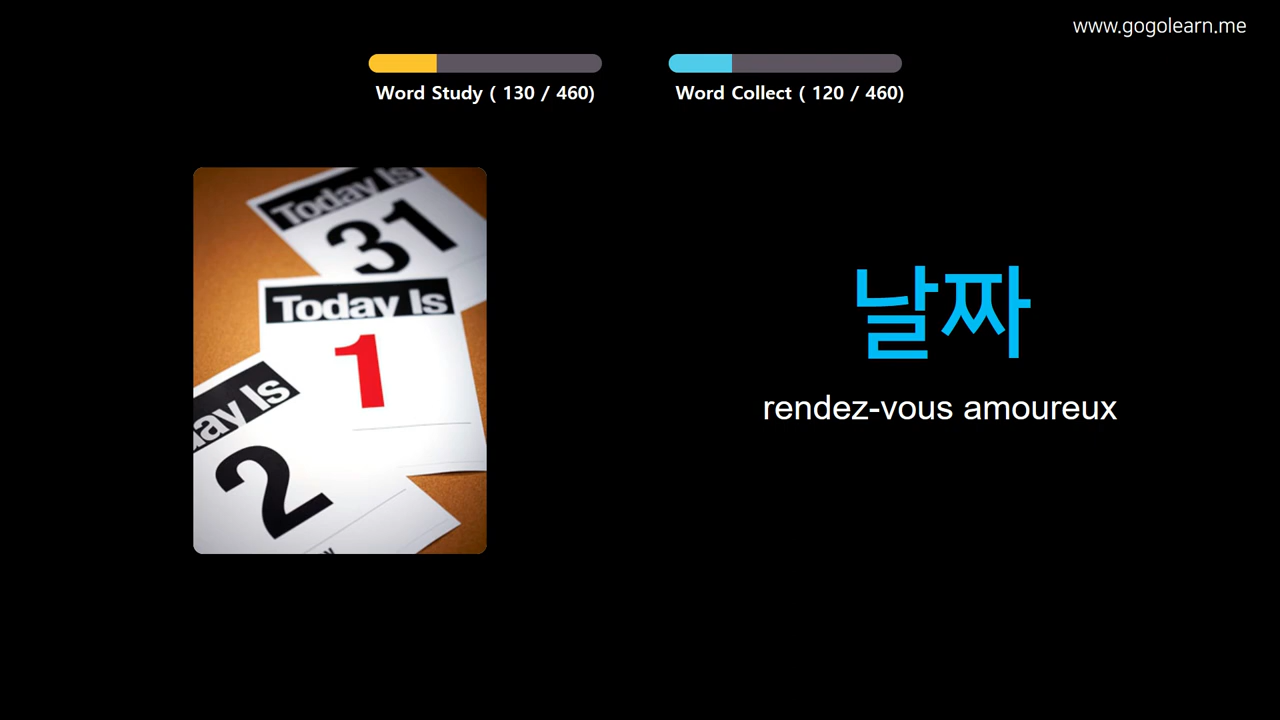 www.gogolearn.me
Word Study ( 130 / 460)
Word Collect ( 120 / 460)
Today Is
31
Today Is
1
ay Is
2
날짜
rendez-vous amoureux